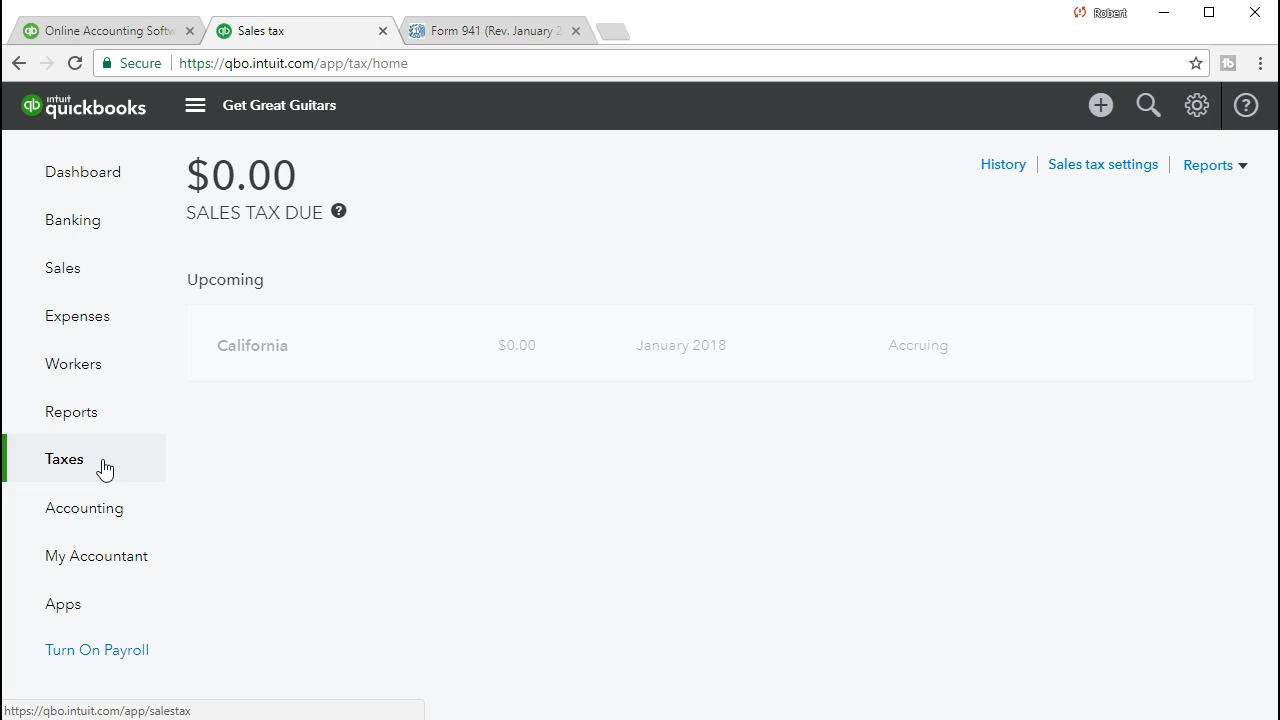 Robert
Online Accounting Softw
Sales tax
Form 941 (Rev. January 2
Secure
https://qbo.intuit.com/app/tax/home
intuit
quickbooks
Get Great Guitars
Dashboard
Banking
Sales
Expenses
Workers
Reports
Taxes
Accounting
My Accountant
Apps
Turn On Payroll
$0.00
SALES TAX DUE
History
Sales tax settings
Reports
Upcoming
California $0.00 January 2018 Accruing
https://qbo.intuit.com/app/salestax